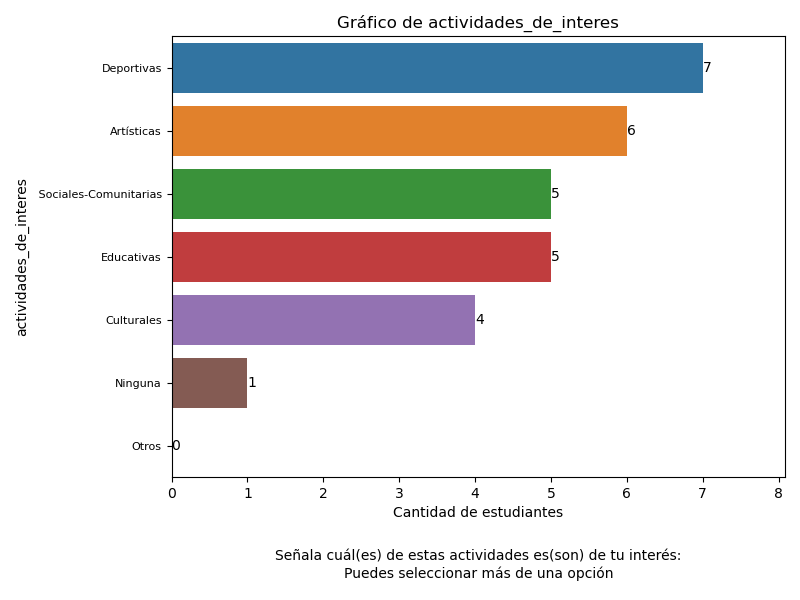 Gráfico de actividades_de_interes
actividades_de_interes
Deportivas 7
Artísticas 6
Sociales-Comunitarias 5
Educativas 5
Culturales 4
Ninguna 1
Otros 0
0 1 2 3 4 5 6 7 8
Cantidad de estudiantes
Señala cuál(es) de estas actividades es(son) de tu interés:
Puedes seleccionar más de una opción